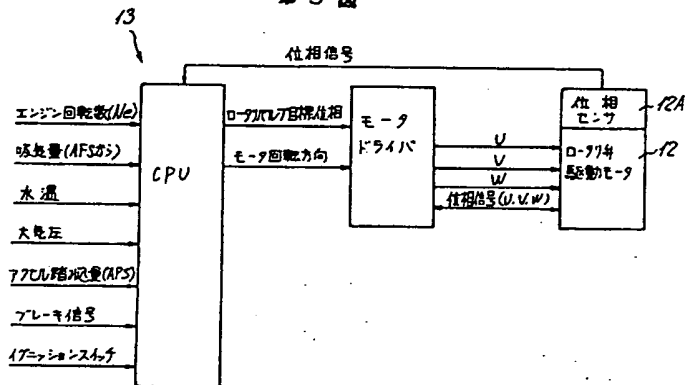 第3図
13
位相信号
エンジン回転数(Ne)
吸気量(AFSから)
水温
大気圧
アクセル踏込量(APS)
ブレーキ信号
イグニッションスイッチ
CPU
ロータリバルブ目標位相
モータ回転方向
モータ
ドライバ
U
V
W
位相信号(U.V.W)
位相
センサ
12A
ロータリ弁
駆動モータ
12